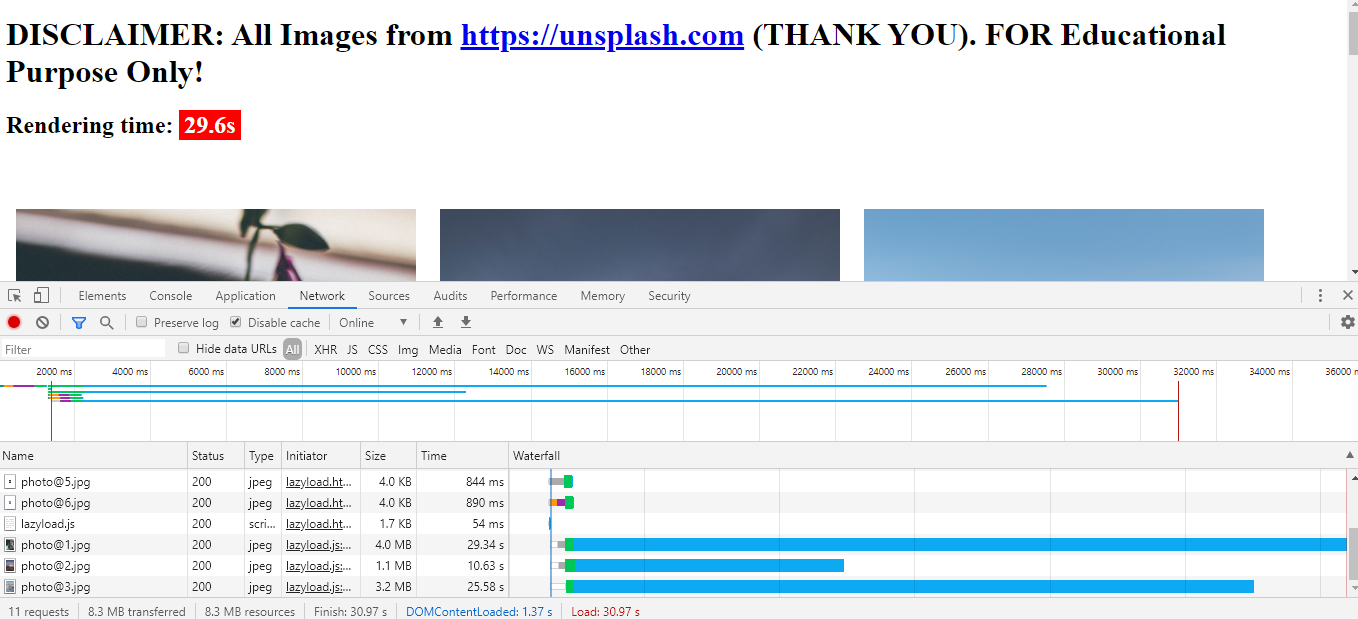 DISCLAIMER: All Images from https://unsplash.com (THANK YOU). FOR Educational
Purpose Only!
Rendering time: 29.6s
Elements Console Application Network Sources Audits Performance Memory Security
Preserve log Disable cache Online
Filter Hide data URLs All XHR JS CSS Img Media Font Doc WS Manifest Other
2000 ms 4000 ms 6000 ms 8000 ms 10000 ms 12000 ms 14000 ms 16000 ms 18000 ms 20000 ms 22000 ms 24000 ms 26000 ms 28000 ms 30000 ms 32000 ms 34000 ms 36000 m
Name Status Type Initiator Size Time Waterfall
photo@5.jpg 200 jpeg lazyload.ht... 4.0 KB 844 ms
photo@6.jpg 200 jpeg lazyload.ht... 4.0 KB 890 ms
lazyload.js 200 scri... lazyload.ht... 1.7 KB 54 ms
photo@1.jpg 200 jpeg lazyload.js:... 4.0 MB 29.34 s
photo@2.jpg 200 jpeg lazyload.js:... 1.1 MB 10.63 s
photo@3.jpg 200 jpeg lazyload.js:... 3.2 MB 25.58 s
11 requests 8.3 MB transferred 8.3 MB resources Finish: 30.97 s DOMContentLoaded: 1.37 s Load: 30.97 s